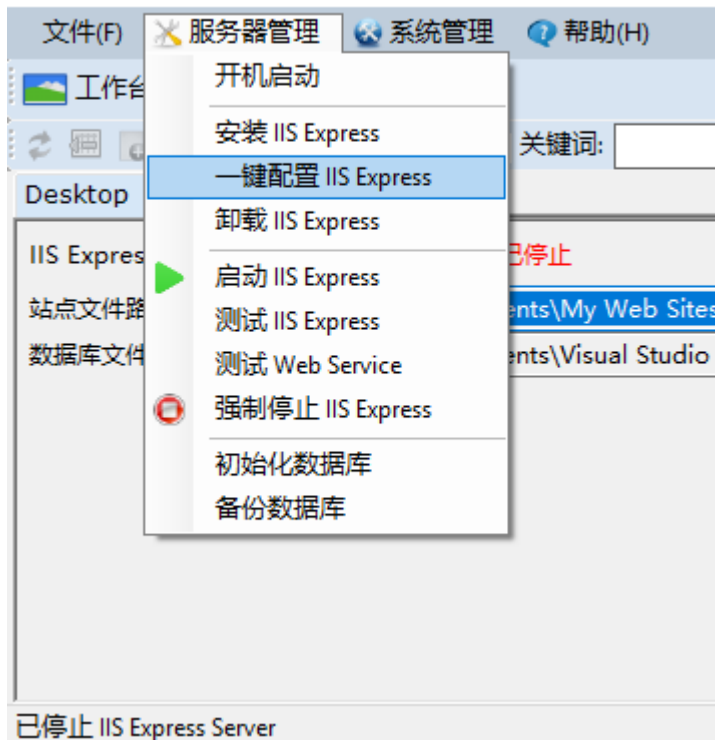 文件(F) 服务器管理 系统管理 帮助(H)
工作台
开机启动
安装 IIS Express
关键词:
一键配置 IIS Express
Desktop
卸载 IIS Express
IIS Expres
已停止
启动 IIS Express
站点文件路
ents\My Web Sites
测试 IIS Express
数据库文件
ents\Visual Studio
测试 Web Service
强制停止 IIS Express
初始化数据库
备份数据库
已停止 IIS Express Server